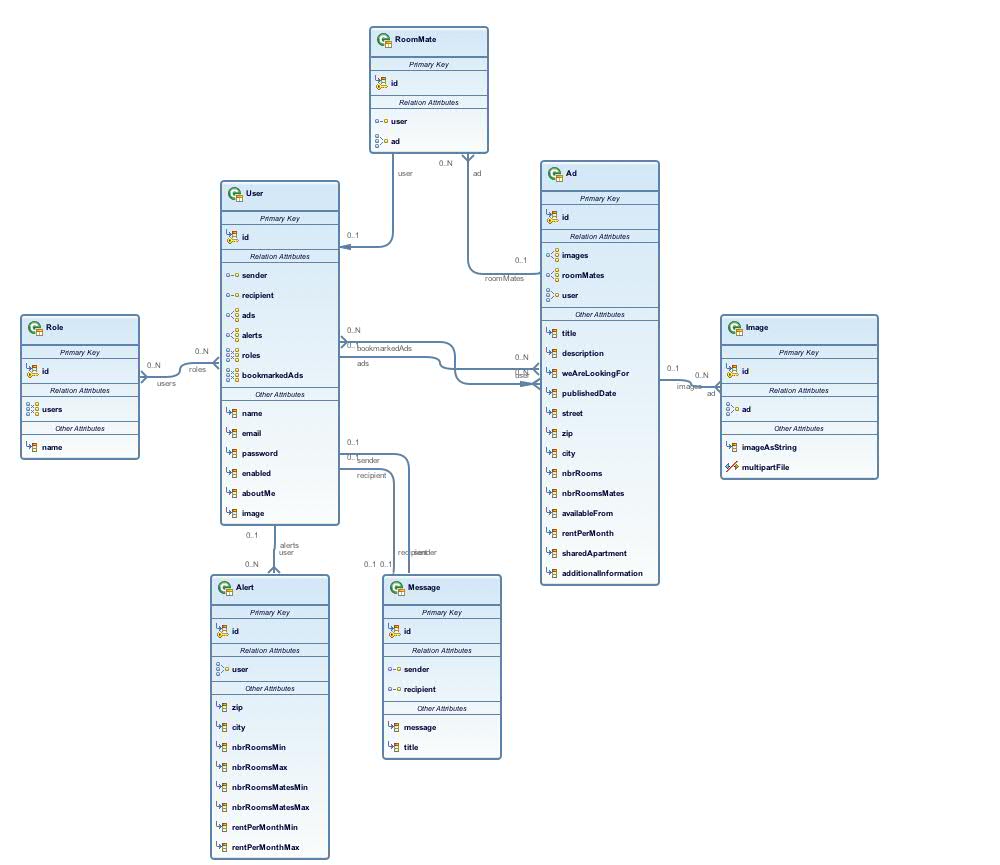 RoomMate
Primary Key
id
Relation Attributes
user
ad
0..N
user
ad
0..1
0..1
roomMates
User
Primary Key
id
Relation Attributes
sender
recipient
ads
alerts
roles
bookmarkedAds
Other Attributes
name
email
password
enabled
aboutMe
image
Ad
Primary Key
id
Relation Attributes
images
roomMates
user
Other Attributes
title
description
weAreLookingFor
publishedDate
street
zip
city
nbrRooms
nbrRoomsMates
availableFrom
rentPerMonth
sharedApartment
additionalInformation
Role
Primary Key
id
Relation Attributes
users
Other Attributes
name
0..N
0..N
users
roles
0..N
bookmarkedAds
ads
0..N
0..N
user
0..1
0..N
images
ad
Image
Primary Key
id
Relation Attributes
ad
Other Attributes
imageAsString
multipartFile
0..1
0..1
sender
recipient
0..1
alerts
user
0..N
recipient
sender
0..1
0..1
Alert
Primary Key
id
Relation Attributes
user
Other Attributes
zip
city
nbrRoomsMin
nbrRoomsMax
nbrRoomsMatesMin
nbrRoomsMatesMax
rentPerMonthMin
rentPerMonthMax
Message
Primary Key
id
Relation Attributes
sender
recipient
Other Attributes
message
title